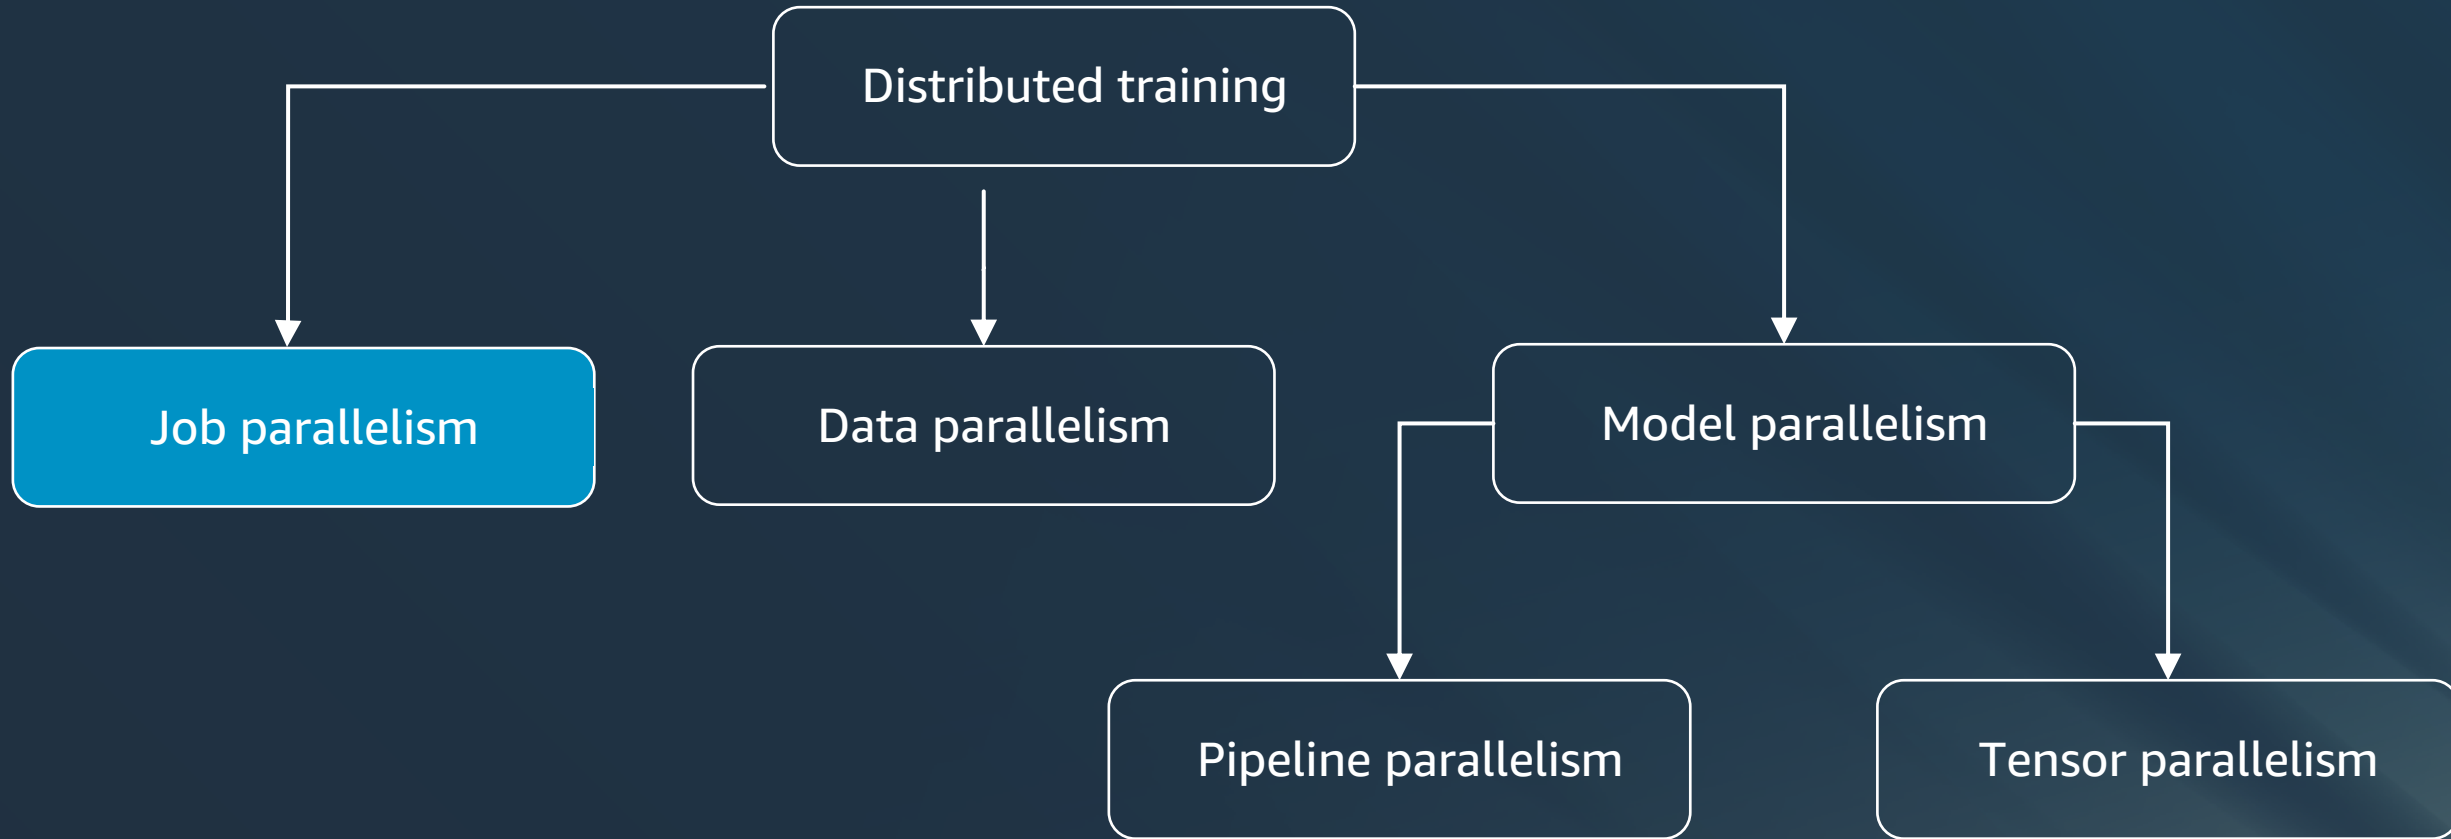 Distributed training
Job parallelism
Data parallelism
Model parallelism
Pipeline parallelism
Tensor parallelism